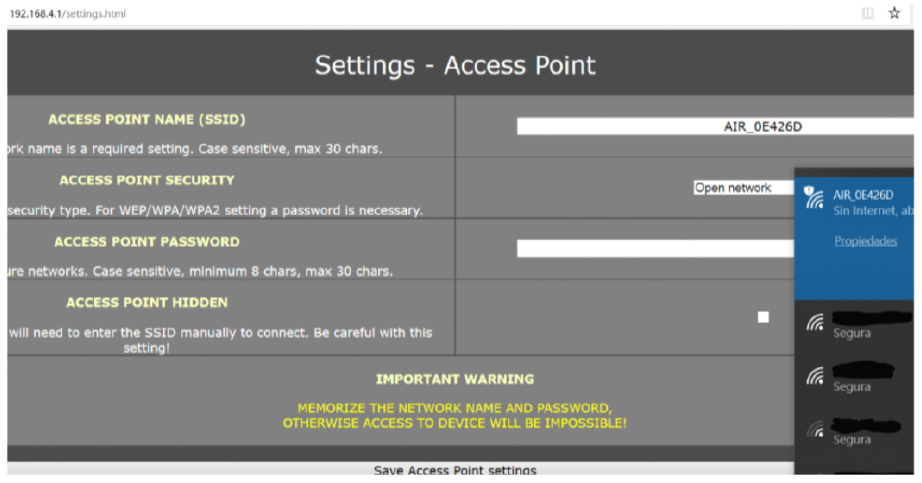 192.168.4.1/settings.html
Settings - Access Point
ACCESS POINT NAME (SSID)
AIR_0E426D
ork name is a required setting. Case sensitive, max 30 chars.
ACCESS POINT SECURITY
Open network
security type. For WEP/WPA/WPA2 setting a password is necessary.
ACCESS POINT PASSWORD
ure networks. Case sensitive, minimum 8 chars, max 30 chars.
ACCESS POINT HIDDEN
will need to enter the SSID manually to connect. Be careful with this
setting!
IMPORTANT WARNING
MEMORIZE THE NETWORK NAME AND PASSWORD,
OTHERWISE ACCESS TO DEVICE WILL BE IMPOSSIBLE!
Save Access Point settings
AIR_0E426D
Sin Internet, ab
Propiedades
Segura
Segura
Segura